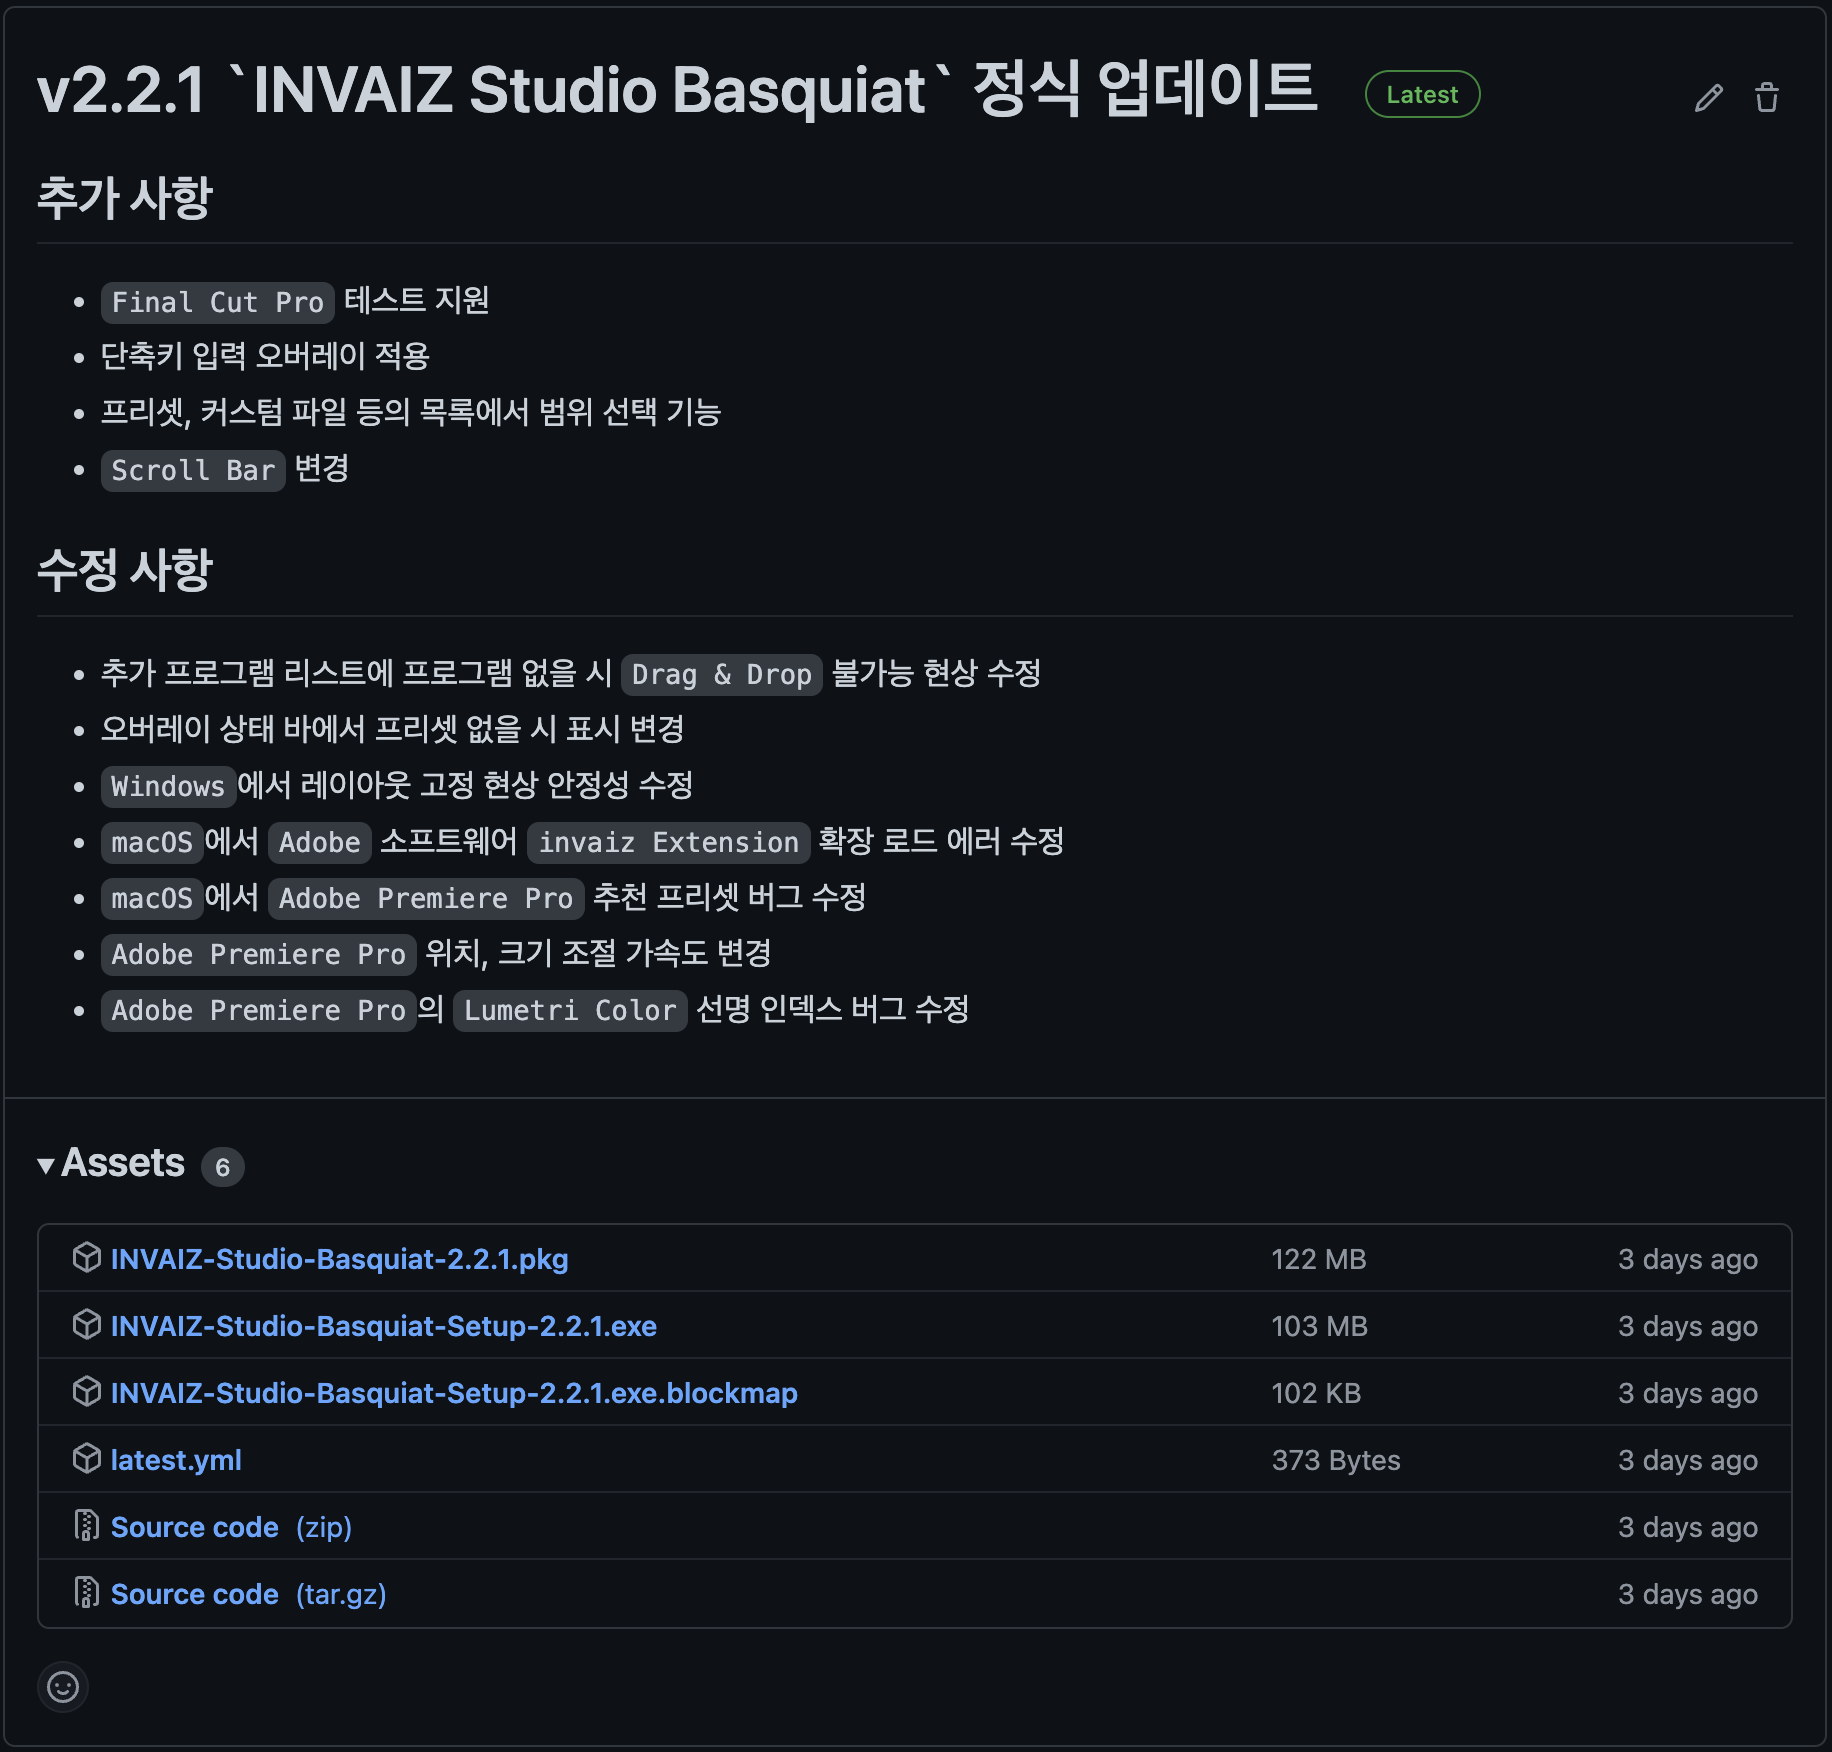 v2.2.1 `INVAIZ Studio Basquiat` 정식 업데이트 Latest
추가 사항
Final Cut Pro 테스트 지원
단축키 입력 오버레이 적용
프리셋, 커스텀 파일 등의 목록에서 범위 선택 기능
Scroll Bar 변경
수정 사항
추가 프로그램 리스트에 프로그램 없을 시 Drag & Drop 불가능 현상 수정
오버레이 상태 바에서 프리셋 없을 시 표시 변경
Windows에서 레이아웃 고정 현상 안정성 수정
macOS에서 Adobe 소프트웨어 invaiz Extension 확장 로드 에러 수정
macOS에서 Adobe Premiere Pro 추천 프리셋 버그 수정
Adobe Premiere Pro 위치, 크기 조절 가속도 변경
Adobe Premiere Pro의 Lumetri Color 선명 인덱스 버그 수정
Assets 6
INVAIZ-Studio-Basquiat-2.2.1.pkg 122 MB 3 days ago
INVAIZ-Studio-Basquiat-Setup-2.2.1.exe 103 MB 3 days ago
INVAIZ-Studio-Basquiat-Setup-2.2.1.exe.blockmap 102 KB 3 days ago
latest.yml 373 Bytes 3 days ago
Source code (zip) 3 days ago
Source code (tar.gz) 3 days ago